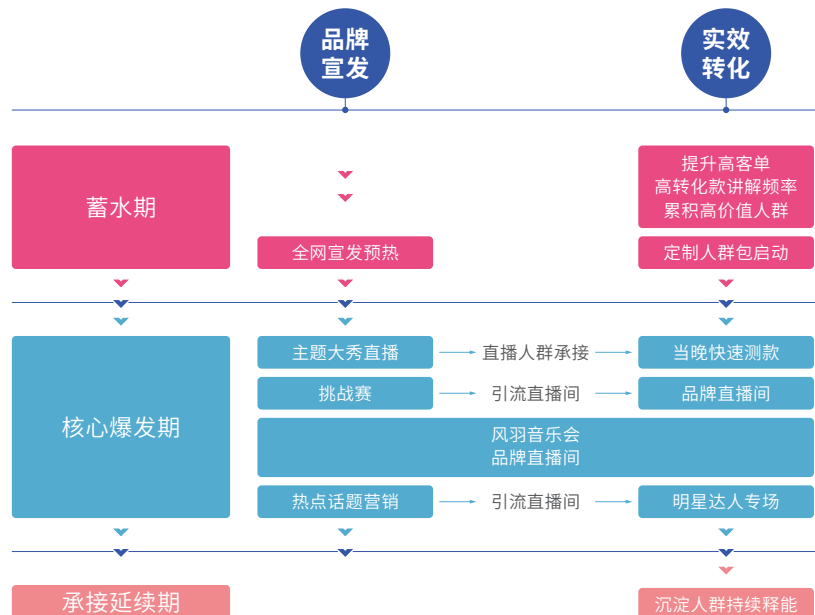 品牌
宣发
实效
转化
蓄水期
提升高客单
高转化款讲解频率
累积高价值人群
全网宣发预热
定制人群包启动
核心爆发期
主题大秀直播
直播人群承接
当晚快速测款
挑战赛
引流直播间
品牌直播间
风羽音乐会
品牌直播间
热点话题营销
引流直播间
明星达人专场
承接延续期
沉淀人群持续释能